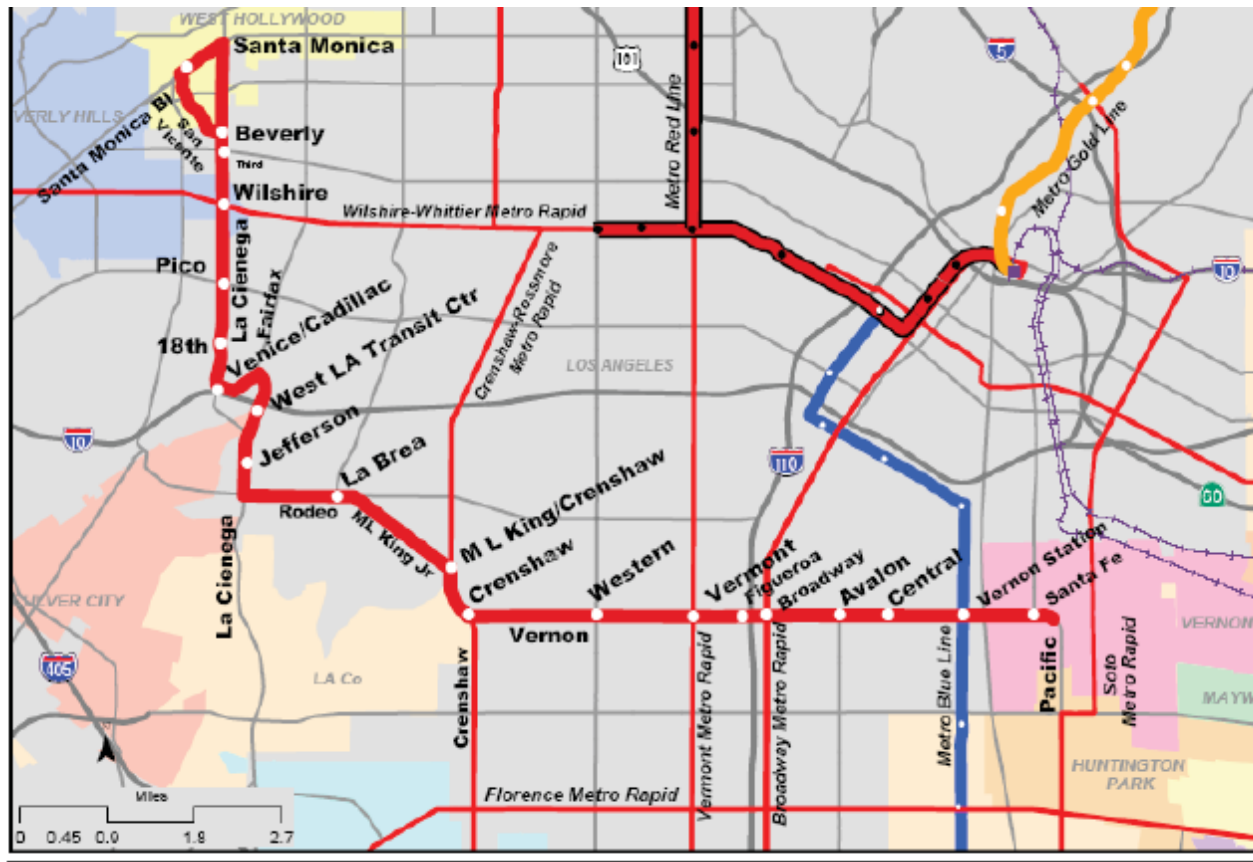 WEST HOLLYWOOD
Santa Monica
101
5
VERLY HILLS
Santa Monica Bl
San
Vicente
Beverly
Third
Metro Red Line
Metro Gold Line
Wilshire
Wilshire-Whittier Metro Rapid
Pico
La Cienega
Fairfax
10
Crenshaw-Rossmore
Metro Rapid
18th
Venice/Cadillac
West LA Transit Ctr
LOS ANGELES
10
Jefferson
La Brea
110
60
Rodeo
ML King Jr
M L King/Crenshaw
La Cienega
Crenshaw
Western
Vermont
Figueroa
Broadway
Avalon
Central
Vernon Station
Santa Fe
ULVER CITY
Vernon
VERNON
405
LA Co
Crenshaw
Vermont Metro Rapid
Broadway Metro Rapid
Metro Blue Line
Pacific
Soto
Metro Rapid
MAYW
HUNTINGTON
PARK
Florence Metro Rapid
Miles
0 0.45 0.9 1.8 2.7